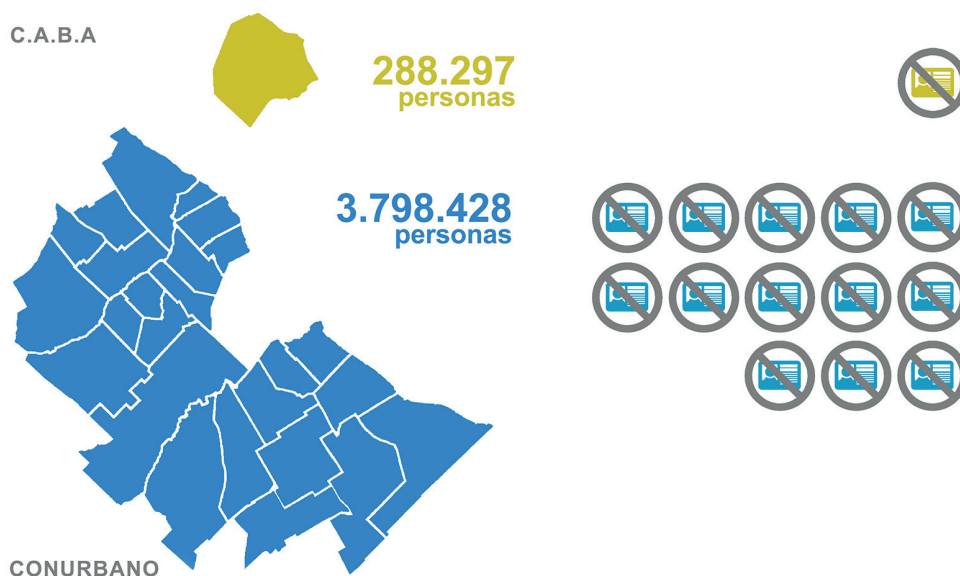 C.A.B.A
288.297
personas
3.798.428
personas
CONURBANO